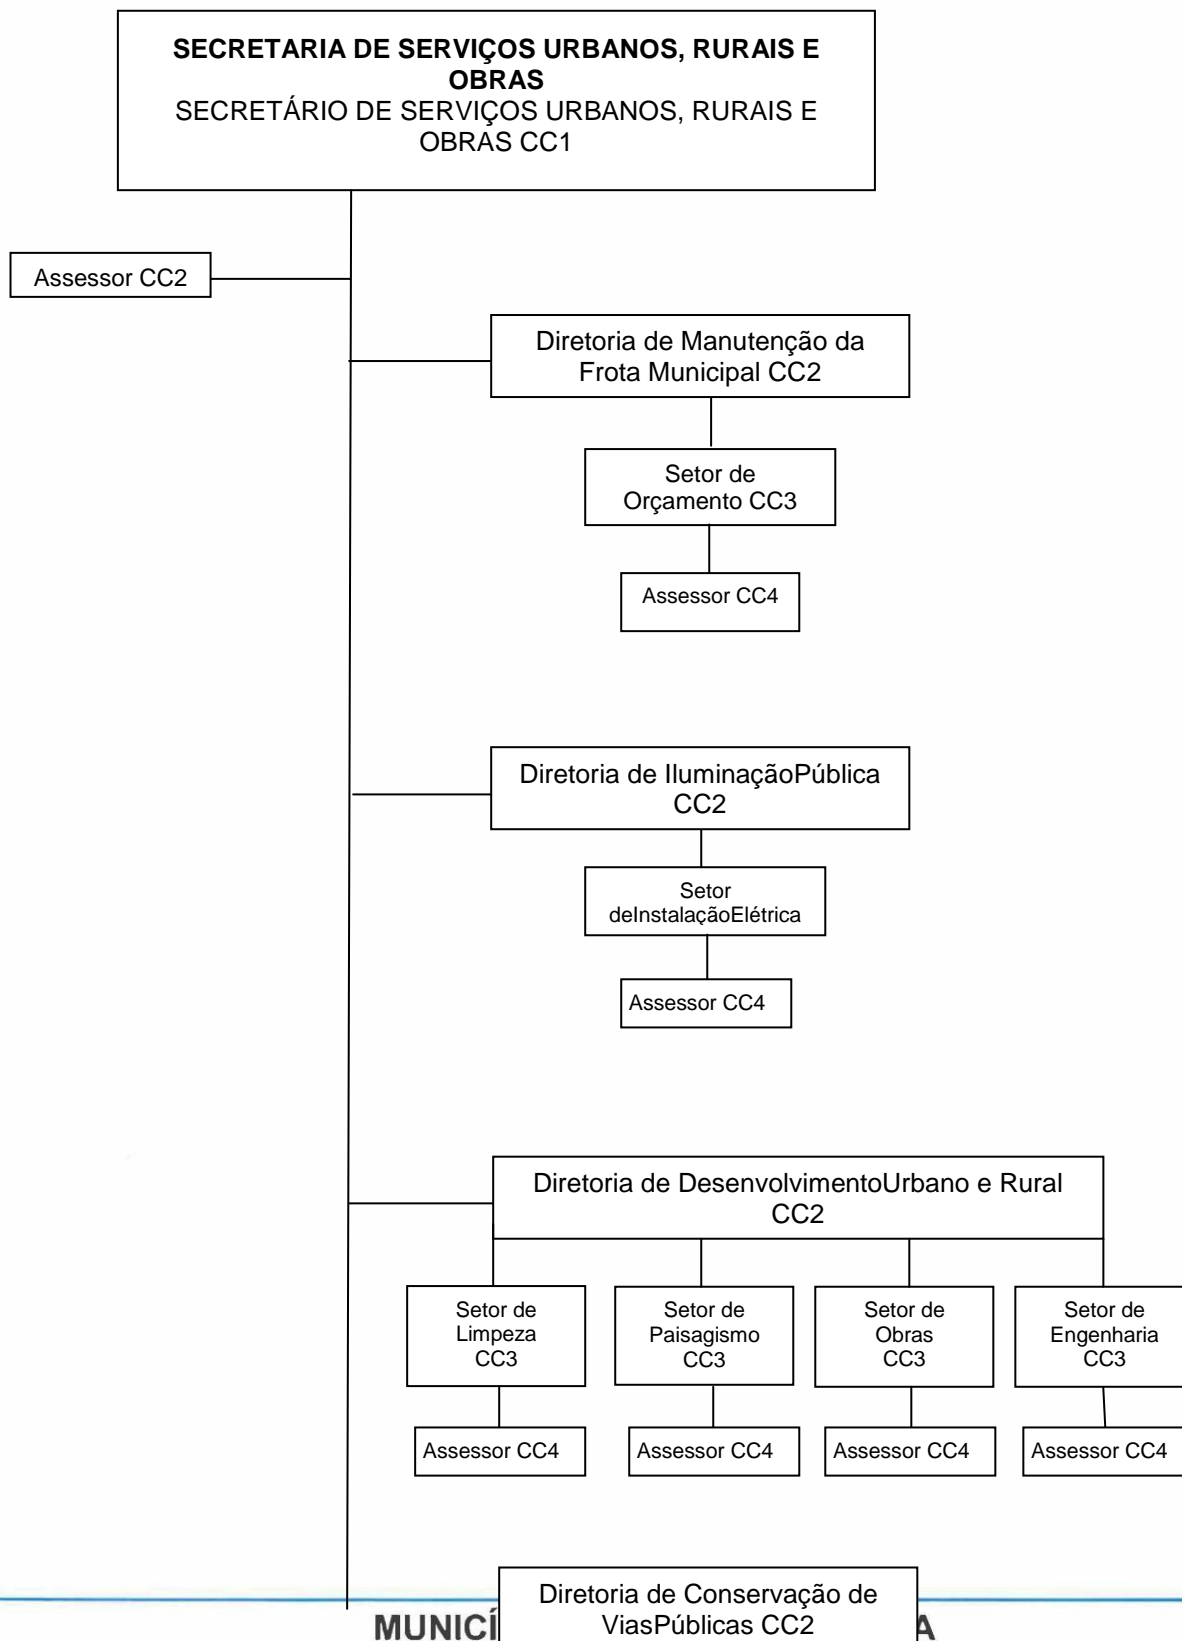 SECRETARIA DE SERVIÇOS URBANOS, RURAIS E
OBRAS
SECRETÁRIO DE SERVIÇOS URBANOS, RURAIS E
OBRAS CC1
Assessor CC2
Diretoria de Manutenção da
Frota Municipal CC2
Setor de
Orçamento CC3
Assessor CC4
Diretoria de IluminaçãoPública
CC2
Setor
deInstalaçãoElétrica
Assessor CC4
Diretoria de DesenvolvimentoUrbano e Rural
CC2
Setor de
Limpeza
CC3
Setor de
Paisagismo
CC3
Setor de
Obras
CC3
Setor de
Engenharia
CC3
Assessor CC4
Assessor CC4
Assessor CC4
Assessor CC4
Diretoria de Conservação de
ViasPúblicas CC2